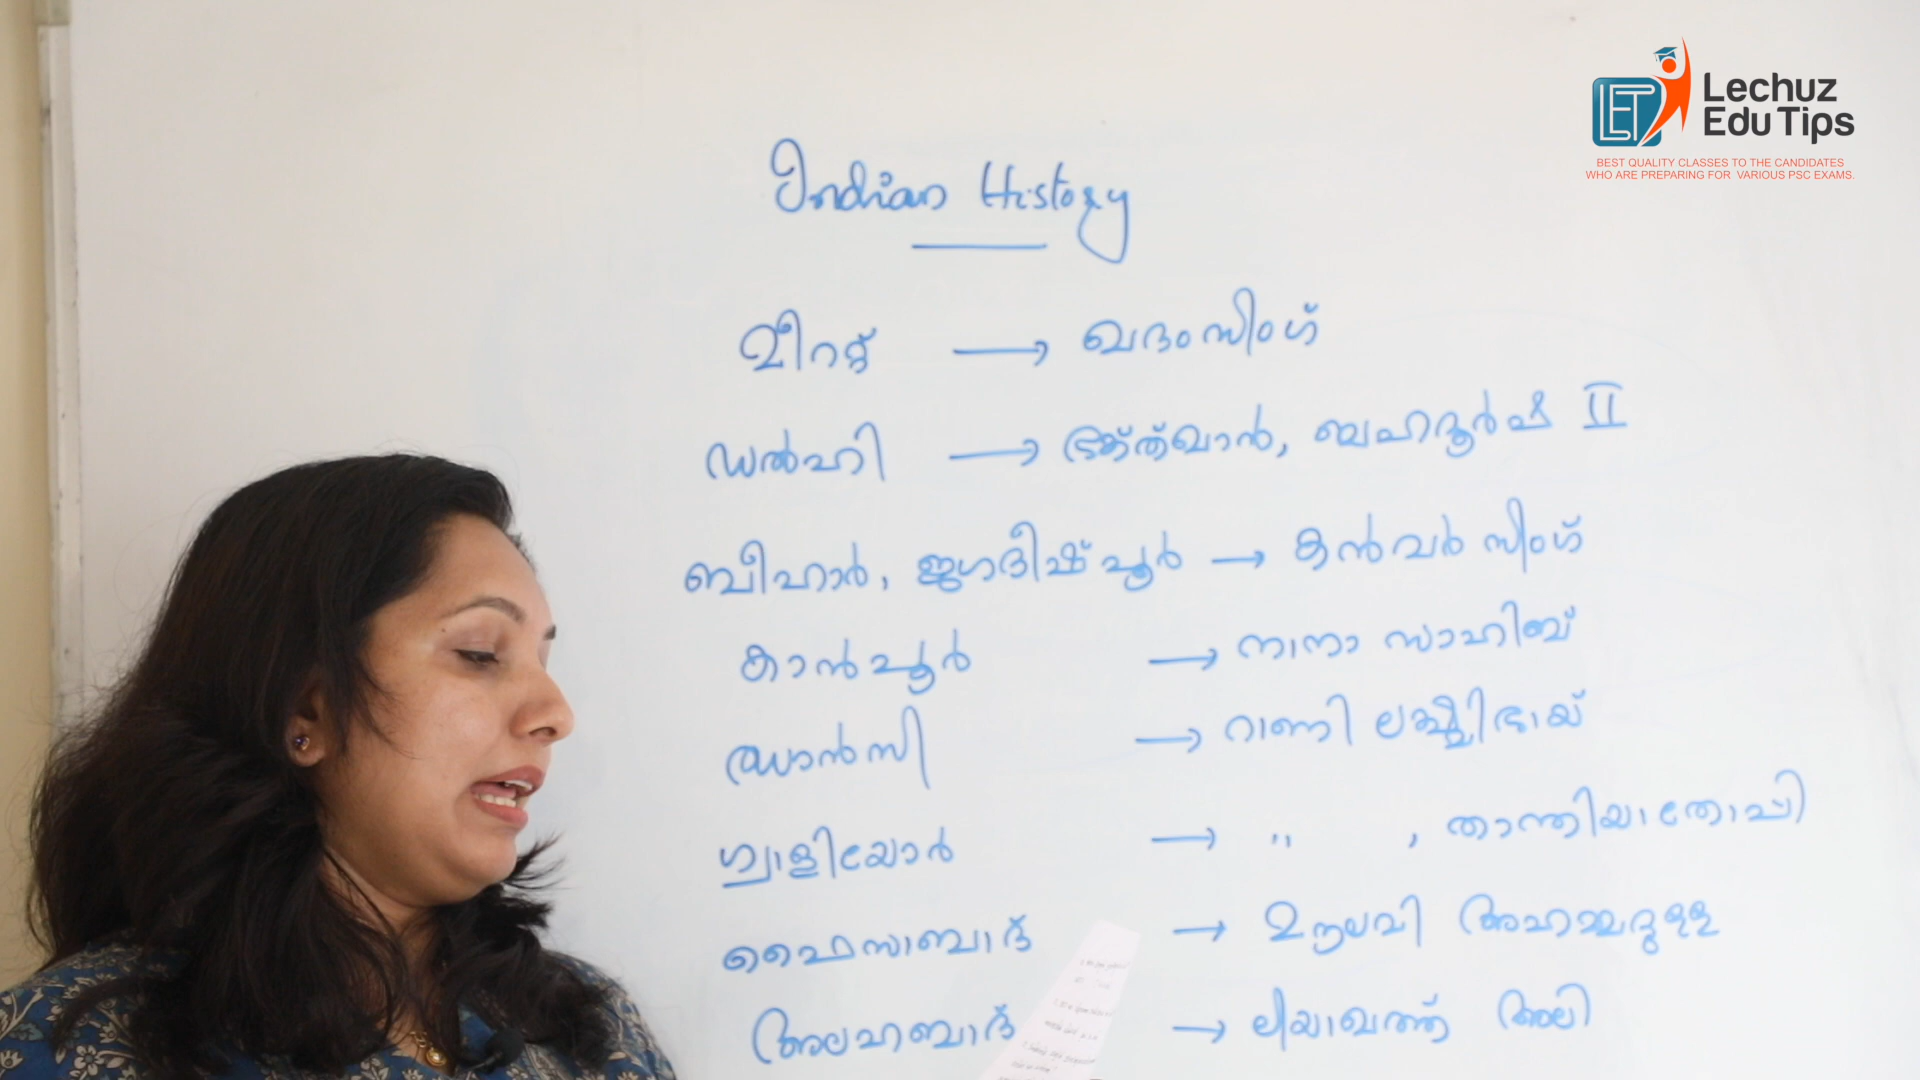 Lechuz
Edu Tips
BEST QUALITY CLASSES TO THE CANDIDATES
WHO ARE PREPARING FOR VARIOUS PSC EXAMS.
Indian History
മീററ്റ് → ഖദംസിംഗ്
ഡൽഹി → ഭക്ത്ഖാൻ, ബഹദൂർഷ II
ബീഹാർ, ജഗദീഷ്പൂർ → കൻവർ സിംഗ്
കാൻപൂർ → നാനാ സാഹിബ്
ഝാൻസി → റാണി ലക്ഷ്മിഭായ്
ഗ്വാളിയോർ → " , താന്തിയാതോപ്പി
ഫൈസാബാദ് → മൗലവി അഹമ്മദുള്ള
അലഹബാദ് → ലിയാഖത്ത് അലി